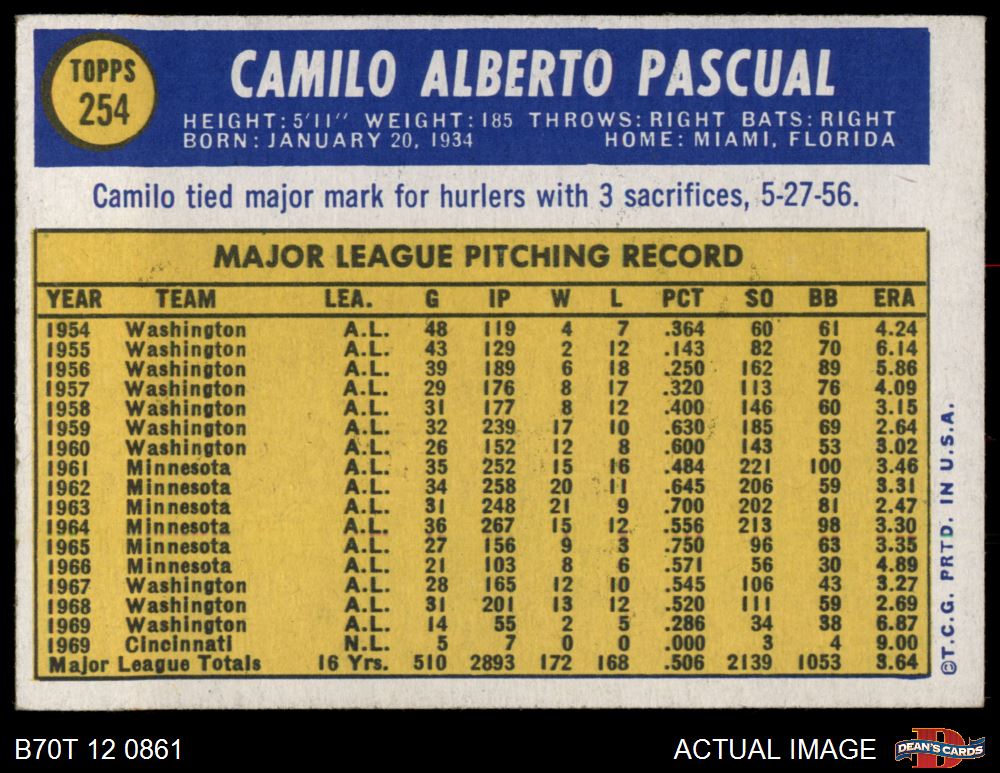 TOPPS
254
CAMILO ALBERTO PASCUAL
HEIGHT: 5'11" WEIGHT: 185 THROWS: RIGHT BATS: RIGHT
BORN: JANUARY 20, 1934 HOME: MIAMI, FLORIDA
Camilo tied major mark for hurlers with 3 sacrifices, 5-27-56.
MAJOR LEAGUE PITCHING RECORD
YEAR TEAM LEA. G IP W L PCT SO BB ERA
1954 Washington A.L. 48 119 4 7 .364 60 61 4.24
1955 Washington A.L. 43 129 2 12 .143 82 70 6.14
1956 Washington A.L. 39 189 6 18 .250 162 89 5.86
1957 Washington A.L. 29 176 8 17 .320 113 76 4.09
1958 Washington A.L. 31 177 8 12 .400 146 60 3.15
1959 Washington A.L. 32 239 17 10 .630 185 69 2.64
1960 Washington A.L. 26 152 12 8 .600 143 53 3.02
1961 Minnesota A.L. 35 252 15 16 .484 221 100 3.46
1962 Minnesota A.L. 34 258 20 11 .645 206 59 3.31
1963 Minnesota A.L. 31 248 21 9 .700 202 81 2.47
1964 Minnesota A.L. 36 267 15 12 .556 213 98 3.30
1965 Minnesota A.L. 27 156 9 3 .750 96 63 3.35
1966 Minnesota A.L. 21 103 8 6 .571 56 30 4.89
1967 Washington A.L. 28 165 12 10 .545 106 43 3.27
1968 Washington A.L. 31 201 13 12 .520 111 59 2.69
1969 Washington A.L. 14 55 2 5 .286 34 38 6.87
1969 Cincinnati N.L. 5 7 0 0 .000 3 4 9.00
Major League Totals 16 Yrs. 510 2893 172 168 .506 2139 1053 3.64
©T.C.G. PRTD. IN U.S.A.
B70T 12 0861
ACTUAL IMAGE
DEAN'S CARDS